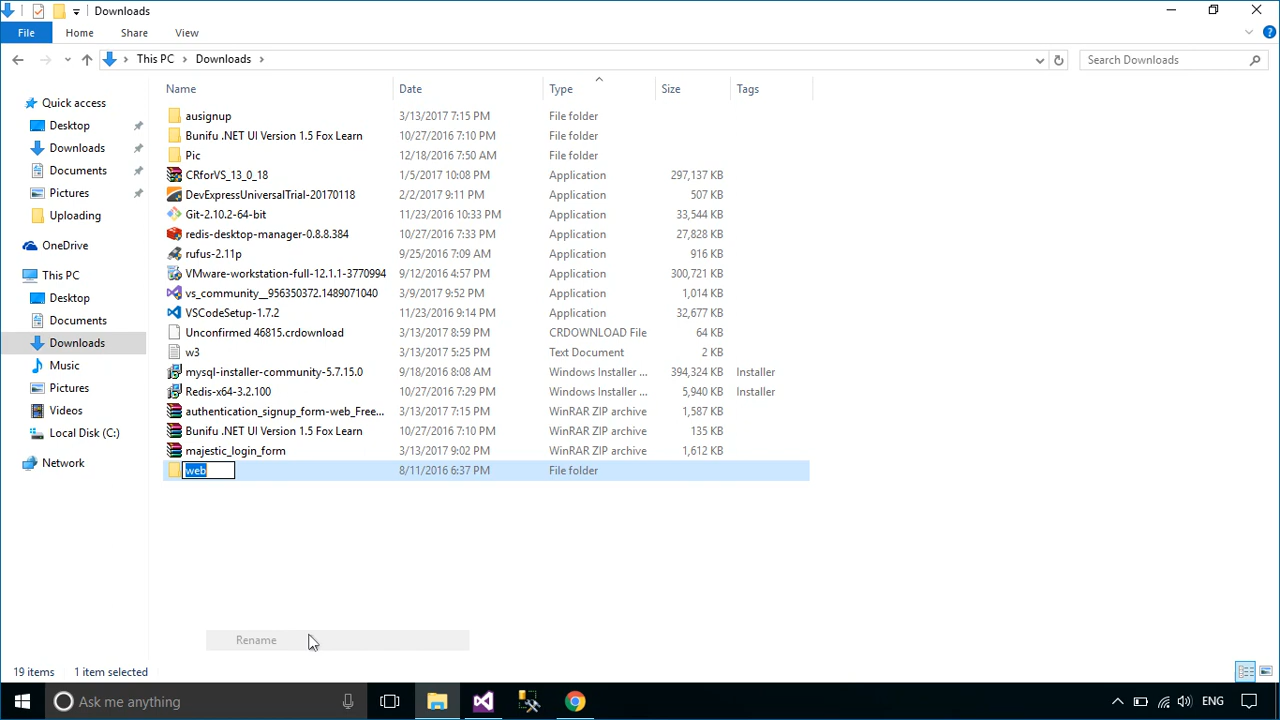 Downloads
File Home Share View
This PC Downloads Search Downloads
Name Date Type Size Tags
Quick access
Desktop
Downloads
Documents
Pictures
Uploading
OneDrive
This PC
Desktop
Documents
Downloads
Music
Pictures
Videos
Local Disk (C:)
Network
ausignup 3/13/2017 7:15 PM File folder
Bunifu .NET UI Version 1.5 Fox Learn 10/27/2016 7:10 PM File folder
Pic 12/18/2016 7:50 AM File folder
CRforVS_13_0_18 1/5/2017 10:08 PM Application 297,137 KB
DevExpressUniversalTrial-20170118 2/2/2017 9:11 PM Application 507 KB
Git-2.10.2-64-bit 11/23/2016 10:33 PM Application 33,544 KB
redis-desktop-manager-0.8.8.384 10/27/2016 7:33 PM Application 27,828 KB
rufus-2.11p 9/25/2016 7:09 AM Application 916 KB
VMware-workstation-full-12.1.1-3770994 9/12/2016 4:57 PM Application 300,721 KB
vs_community__956350372.1489071040 3/9/2017 9:52 PM Application 1,014 KB
VSCodeSetup-1.7.2 11/23/2016 9:14 PM Application 32,677 KB
Unconfirmed 46815.crdownload 3/13/2017 8:59 PM CRDOWNLOAD File 64 KB
w3 3/13/2017 5:25 PM Text Document 2 KB
mysql-installer-community-5.7.15.0 9/18/2016 8:08 AM Windows Installer ... 394,324 KB Installer
Redis-x64-3.2.100 10/27/2016 7:29 PM Windows Installer ... 5,940 KB Installer
authentication_signup_form-web_Free... 3/13/2017 7:15 PM WinRAR ZIP archive 1,587 KB
Bunifu .NET UI Version 1.5 Fox Learn 10/27/2016 7:10 PM WinRAR ZIP archive 135 KB
majestic_login_form 3/13/2017 9:02 PM WinRAR ZIP archive 1,612 KB
web 8/11/2016 6:37 PM File folder
Rename
19 items 1 item selected
Ask me anything ENG